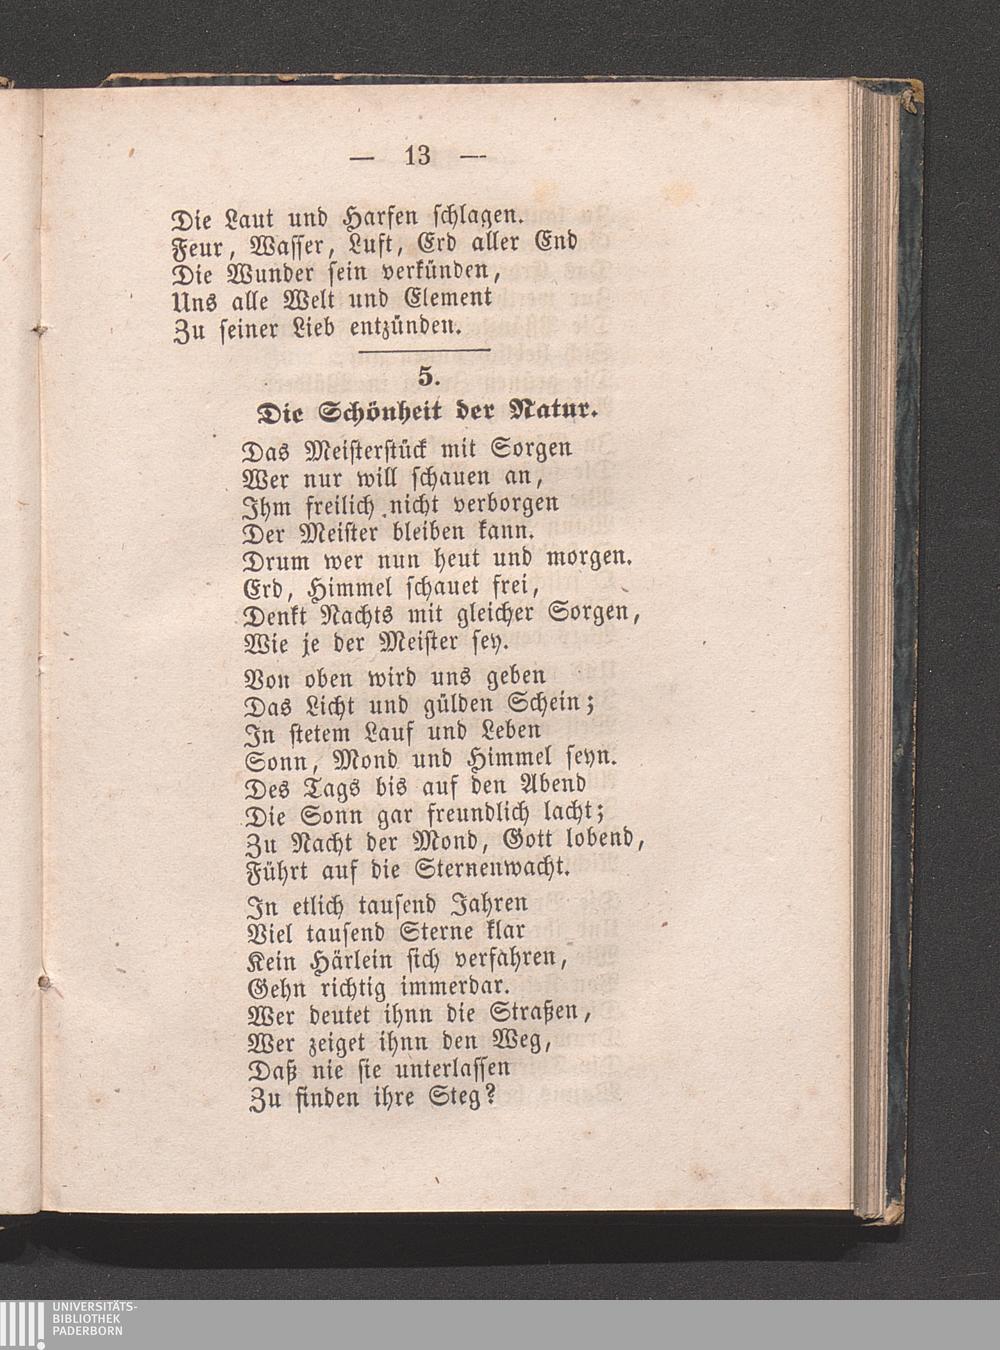 — 13 —
Die Laut und Harfen schlagen.
Feur, Wasser, Luft, Erd aller End
Die Wunder sein verkünden,
Uns alle Welt und Element
Zu seiner Lieb entzünden.
5.
Die Schönheit der Natur.
Das Meisterstück mit Sorgen
Wer nur will schauen an,
Ihm freilich nicht verborgen
Der Meister bleiben kann.
Drum wer nun heut und morgen.
Erd, Himmel schauet frei,
Denkt Nachts mit gleicher Sorgen,
Wie je der Meister sey.
Von oben wird uns geben
Das Licht und gülden Schein;
In stetem Lauf und Leben
Sonn, Mond und Himmel seyn.
Des Tags bis auf den Abend
Die Sonn gar freundlich lacht;
Zu Nacht der Mond, Gott lobend,
Führt auf die Sternenwacht.
In etlich tausend Jahren
Viel tausend Sterne klar
Kein Härlein sich verfahren,
Gehn richtig immerdar.
Wer deutet ihnn die Straßen,
Wer zeiget ihnn den Weg,
Daß nie sie unterlassen
Zu finden ihre Steg?
UNIVERSITÄTS-
BIBLIOTHEK
PADERBORN